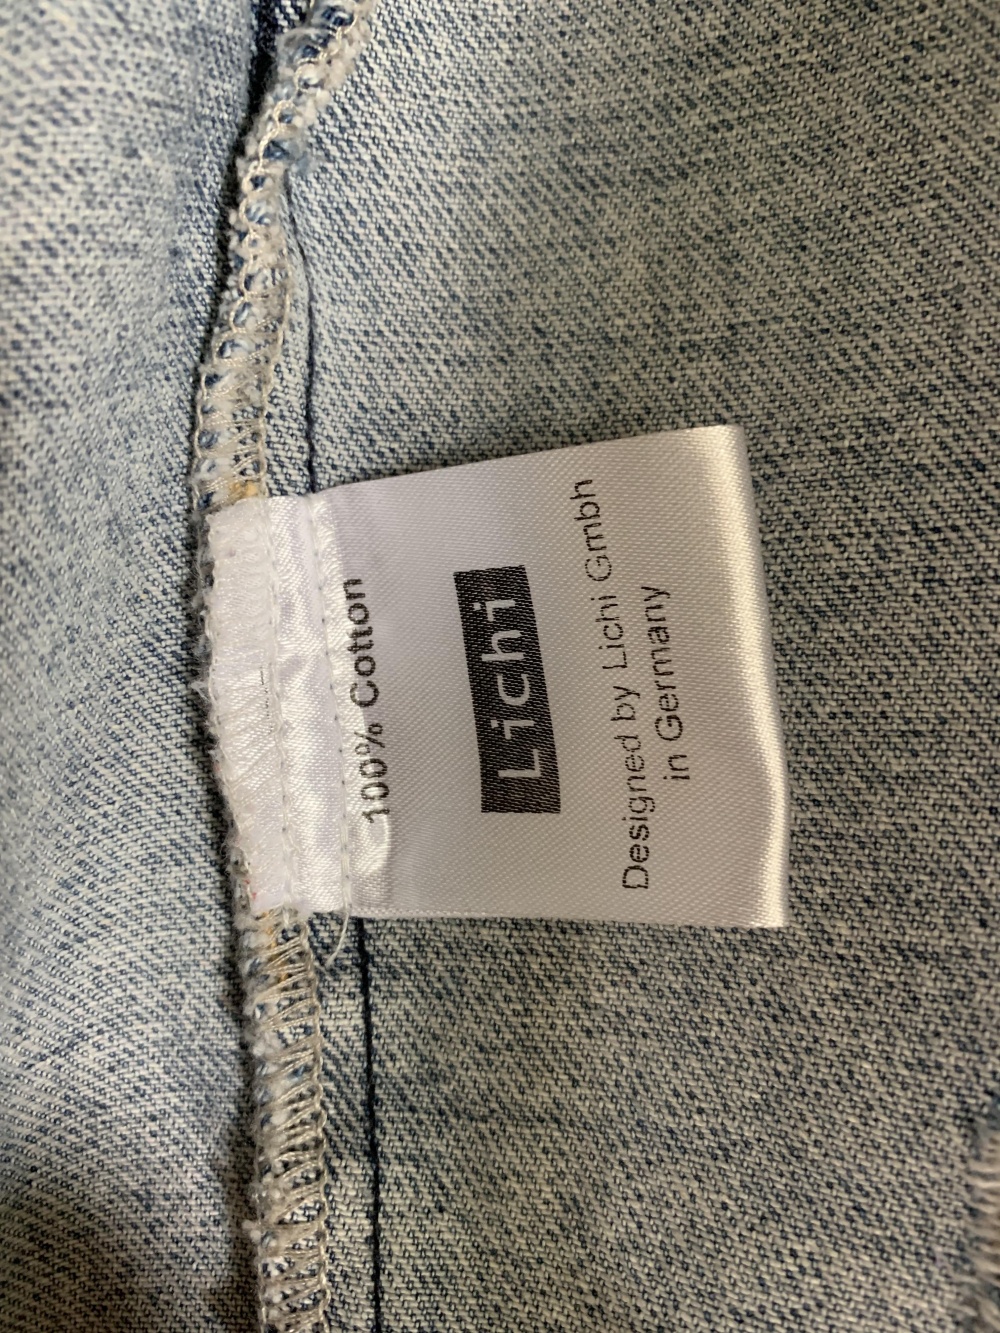 100% Cotton
Lichi
Designed by Lichi Gmbh
in Germany